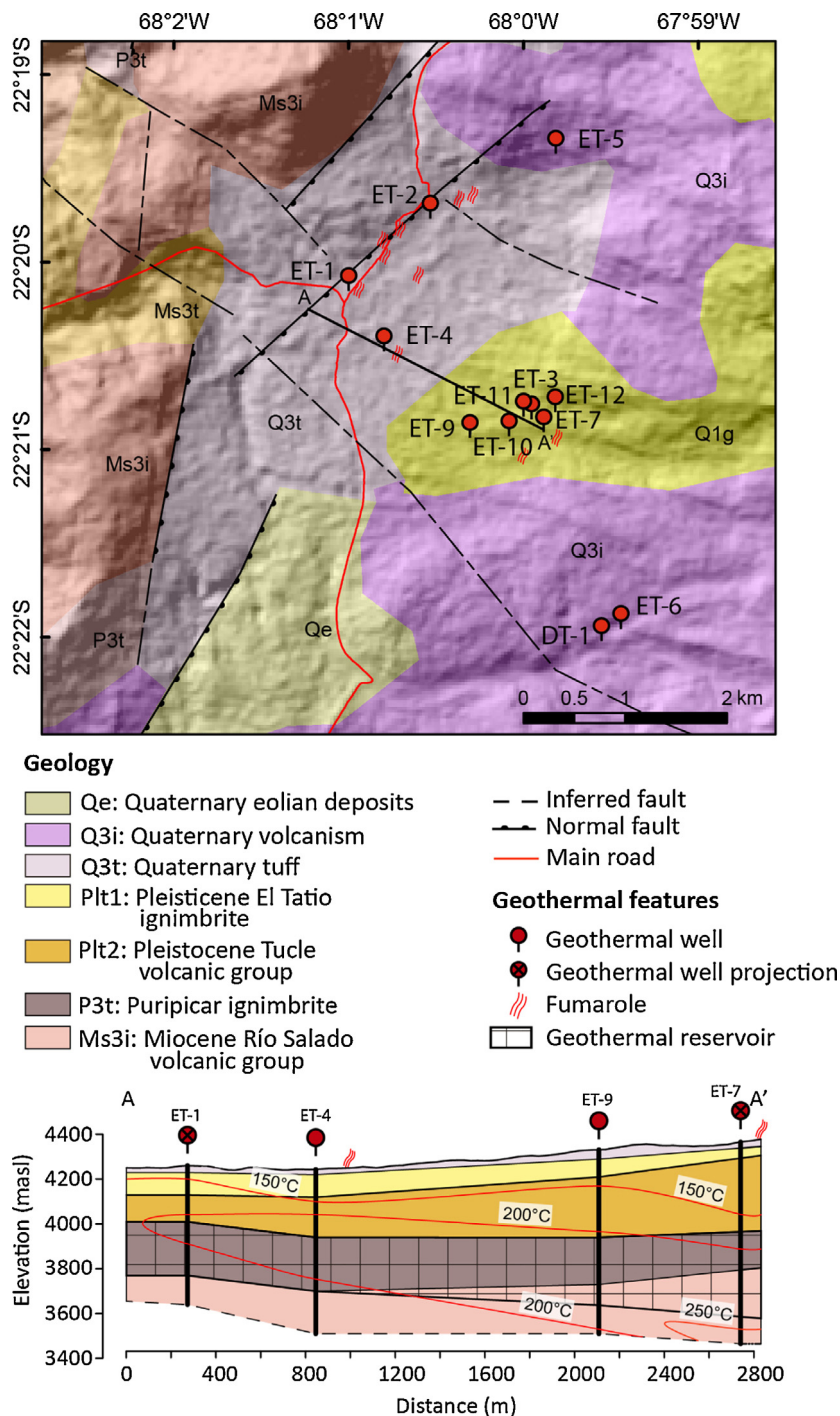 68°2'W 68°1'W 68°0'W 67°59'W
22°19'S
22°20'S
22°21'S
22°22'S
P3t
Ms3i
ET-5
Q3i
ET-2
ET-1
A
Ms3t
ET-4
ET-3
ET-11
ET-12
ET-9
ET-7
ET-10
A'
Q3t
Q1g
Ms3i
Q3i
ET-6
DT-1
P3t
Qe
0 0.5 1 2 km
Geology
Qe: Quaternary eolian deposits
Q3i: Quaternary volcanism
Q3t: Quaternary tuff
Plt1: Pleisticene El Tatio
ignimbrite
Plt2: Pleistocene Tucle
volcanic group
P3t: Puripicar ignimbrite
Ms3i: Miocene Río Salado
volcanic group
Inferred fault
Normal fault
Main road
Geothermal features
Geothermal well
Geothermal well projection
Fumarole
Geothermal reservoir
A ET-1 ET-4 ET-9 ET-7 A'
Elevation (masl)
4400
4200
4000
3800
3600
3400
150°C
200°C
150°C
200°C
250°C
0 400 800 1200 1600 2000 2400 2800
Distance (m)